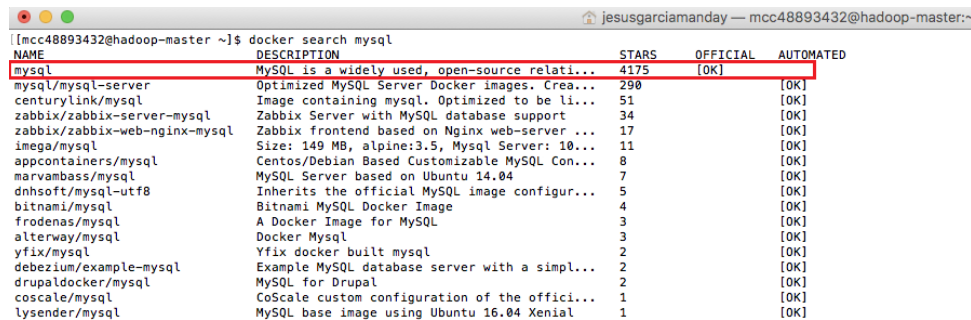 jesusgarciamanday — mcc48893432@hadoop-master:~
[[mcc48893432@hadoop-master ~]$ docker search mysql
NAME DESCRIPTION STARS OFFICIAL AUTOMATED
mysql MySQL is a widely used, open-source relati... 4175 [OK]
mysql/mysql-server Optimized MySQL Server Docker images. Crea... 290 [OK]
centurylink/mysql Image containing mysql. Optimized to be li... 51 [OK]
zabbix/zabbix-server-mysql Zabbix Server with MySQL database support 34 [OK]
zabbix/zabbix-web-nginx-mysql Zabbix frontend based on Nginx web-server ... 17 [OK]
imega/mysql Size: 149 MB, alpine:3.5, Mysql Server: 10... 11 [OK]
appcontainers/mysql Centos/Debian Based Customizable MySQL Con... 8 [OK]
marvambass/mysql MySQL Server based on Ubuntu 14.04 7 [OK]
dnhsoft/mysql-utf8 Inherits the official MySQL image configur... 5 [OK]
bitnami/mysql Bitnami MySQL Docker Image 4 [OK]
frodenas/mysql A Docker Image for MySQL 3 [OK]
alterway/mysql Docker Mysql 3 [OK]
yfix/mysql Yfix docker built mysql 2 [OK]
debezium/example-mysql Example MySQL database server with a simpl... 2 [OK]
drupaldocker/mysql MySQL for Drupal 2 [OK]
coscale/mysql CoScale custom configuration of the offici... 1 [OK]
lysender/mysql MySQL base image using Ubuntu 16.04 Xenial 1 [OK]